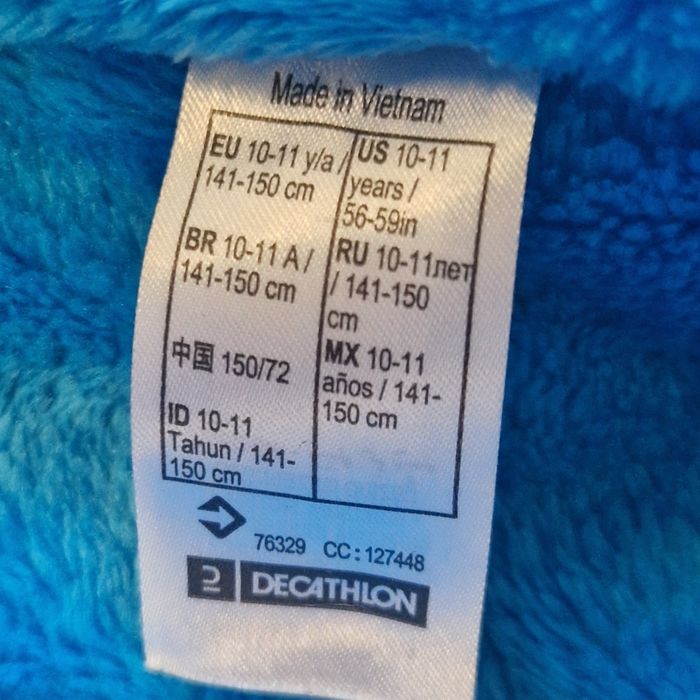 Made in Vietnam
EU 10-11 y/a /
141-150 cm
BR 10-11 A /
141-150 cm
中国 150/72
ID 10-11
Tahun / 141-
150 cm
US 10-11
years /
56-59in
RU 10-11лет
/ 141-150
cm
MX 10-11
años / 141-
150 cm
76329 CC:127448
DECATHLON